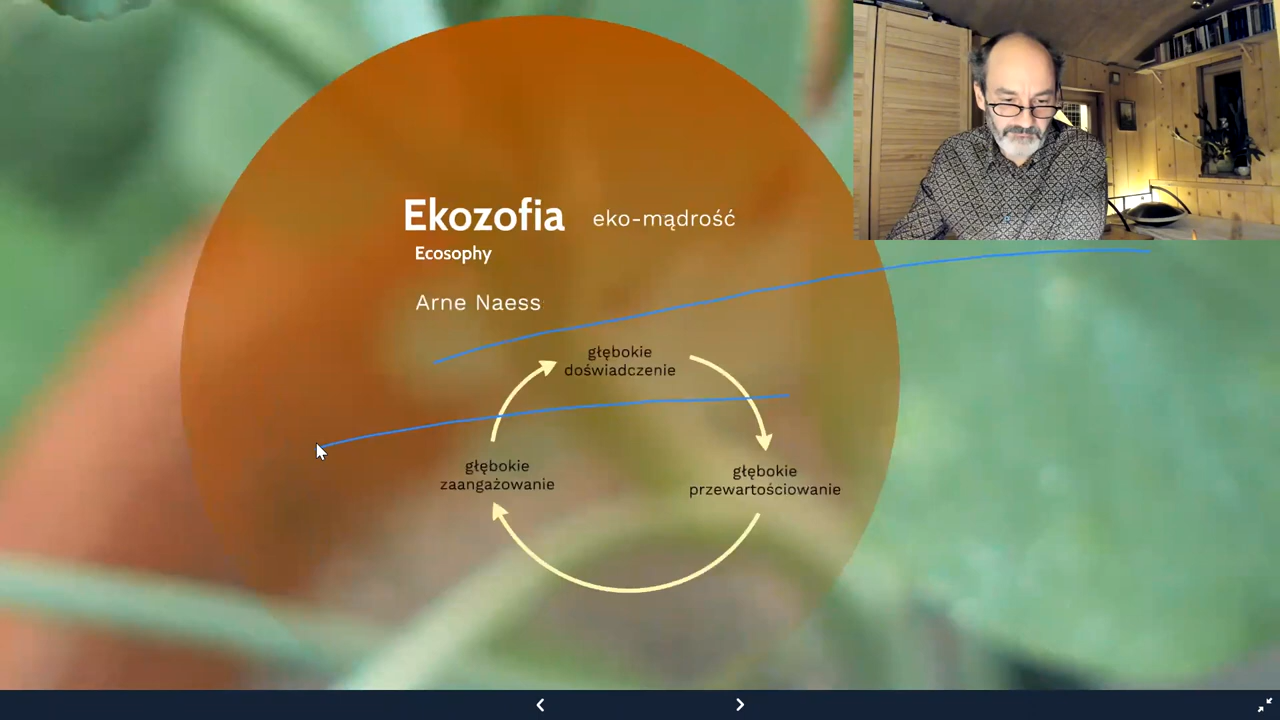 Ekozofia eko-mądrość
Ecosophy
Arne Naess
głębokie
doświadczenie
głębokie
zaangażowanie
głębokie
przewartościowanie